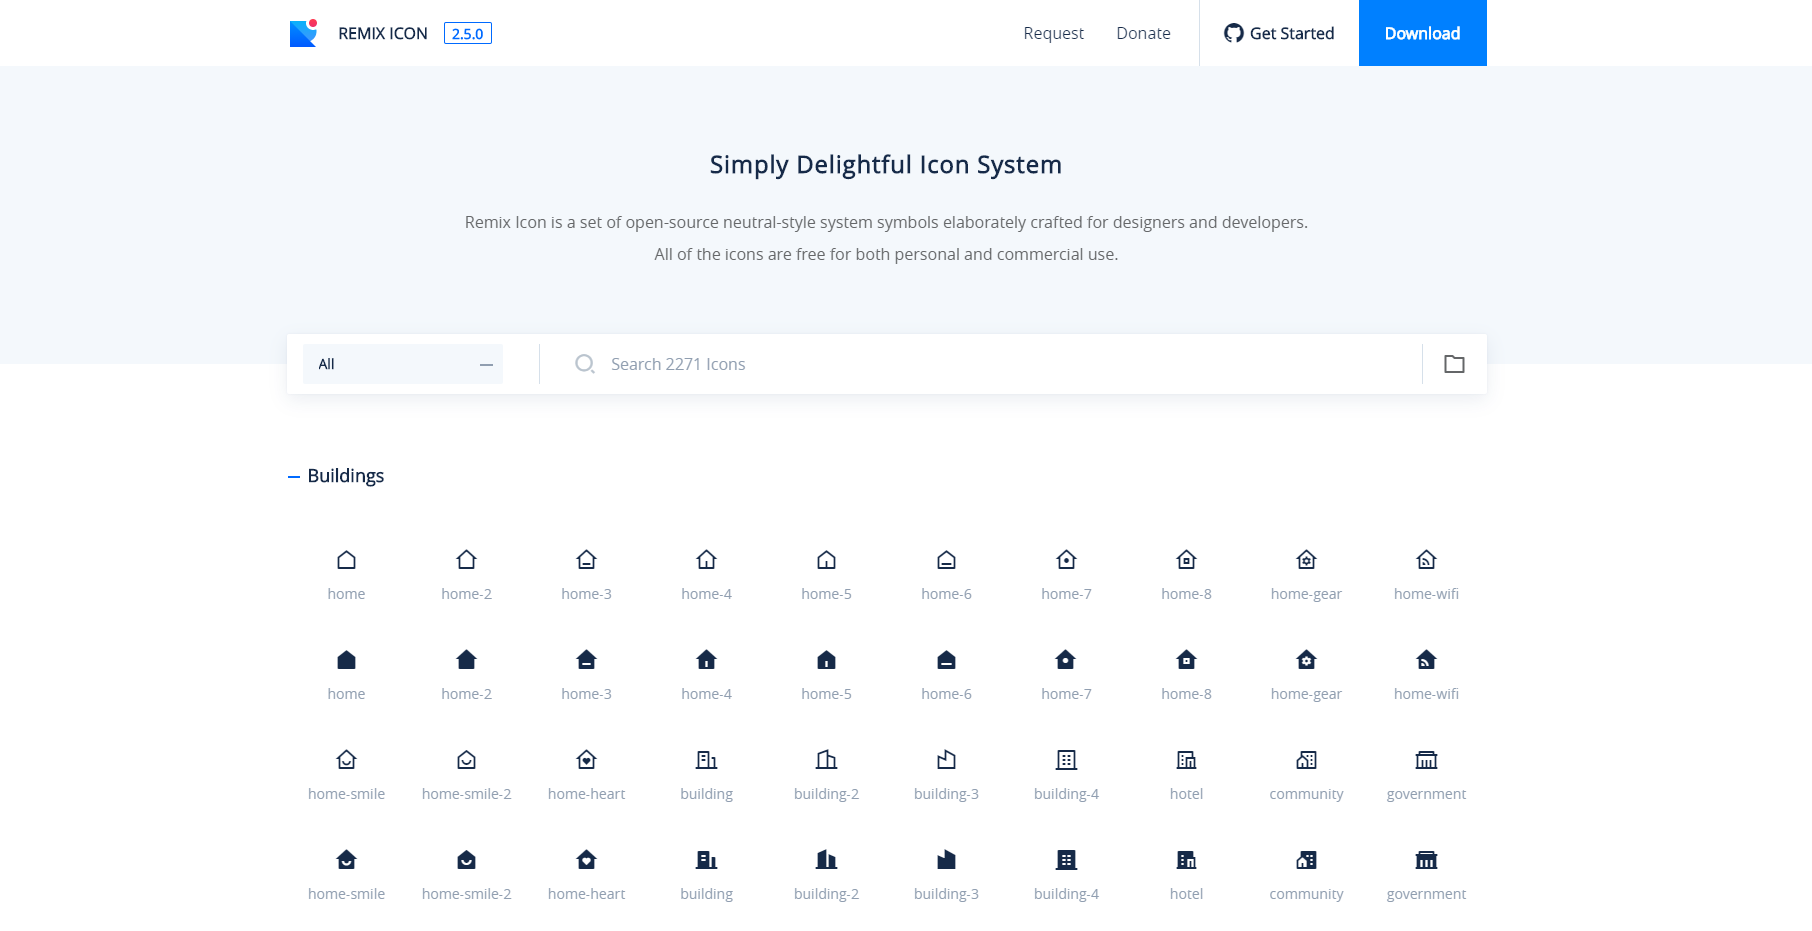 REMIX ICON 2.5.0 Request Donate Get Started Download
Simply Delightful Icon System
Remix Icon is a set of open-source neutral-style system symbols elaborately crafted for designers and developers.
All of the icons are free for both personal and commercial use.
All Search 2271 Icons
Buildings
home home-2 home-3 home-4 home-5 home-6 home-7 home-8 home-gear home-wifi
home home-2 home-3 home-4 home-5 home-6 home-7 home-8 home-gear home-wifi
home-smile home-smile-2 home-heart building building-2 building-3 building-4 hotel community government
home-smile home-smile-2 home-heart building building-2 building-3 building-4 hotel community government